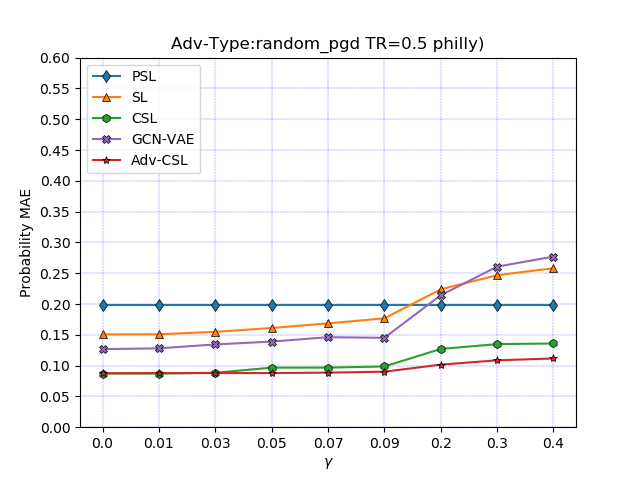 Adv-Type:random_pgd TR=0.5 philly)
PSL
SL
CSL
GCN-VAE
Adv-CSL
Probability MAE
0.60
0.55
0.50
0.45
0.40
0.35
0.30
0.25
0.20
0.15
0.10
0.05
0.00
0.0 0.01 0.03 0.05 0.07 0.09 0.2 0.3 0.4
γ